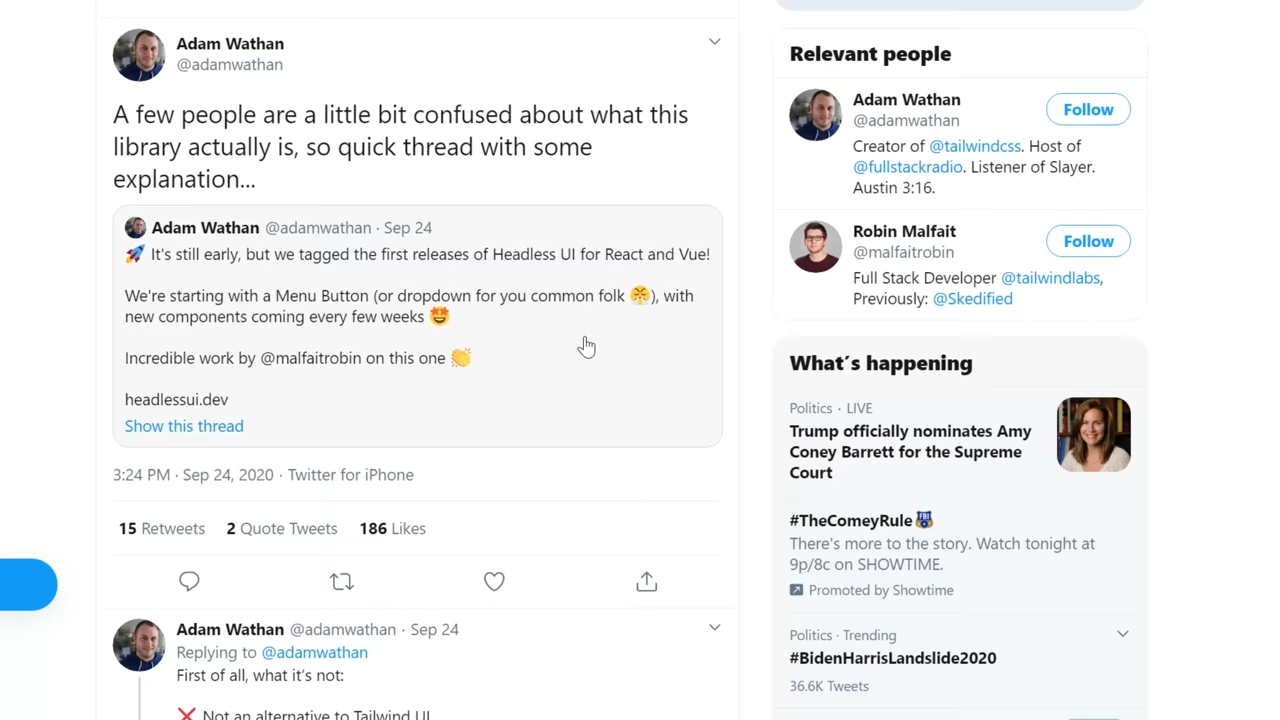 Adam Wathan
@adamwathan
A few people are a little bit confused about what this
library actually is, so quick thread with some
explanation...
Adam Wathan @adamwathan · Sep 24
🚀 It's still early, but we tagged the first releases of Headless UI for React and Vue!
We're starting with a Menu Button (or dropdown for you common folk 😤), with
new components coming every few weeks 🤩
Incredible work by @malfaitrobin on this one 👏
headlessui.dev
Show this thread
3:24 PM · Sep 24, 2020 · Twitter for iPhone
15 Retweets 2 Quote Tweets 186 Likes
Adam Wathan @adamwathan · Sep 24
Replying to @adamwathan
First of all, what it's not:
❌ Not an alternative to Tailwind UI
Relevant people
Adam Wathan
@adamwathan
Follow
Creator of @tailwindcss. Host of
@fullstackradio. Listener of Slayer.
Austin 3:16.
Robin Malfait
@malfaitrobin
Follow
Full Stack Developer @tailwindlabs,
Previously: @Skedified
What's happening
Politics · LIVE
Trump officially nominates Amy
Coney Barrett for the Supreme
Court
#TheComeyRule
FBI
There's more to the story. Watch tonight at
9p/8c on SHOWTIME.
Promoted by Showtime
Politics · Trending
#BidenHarrisLandslide2020
36.6K Tweets